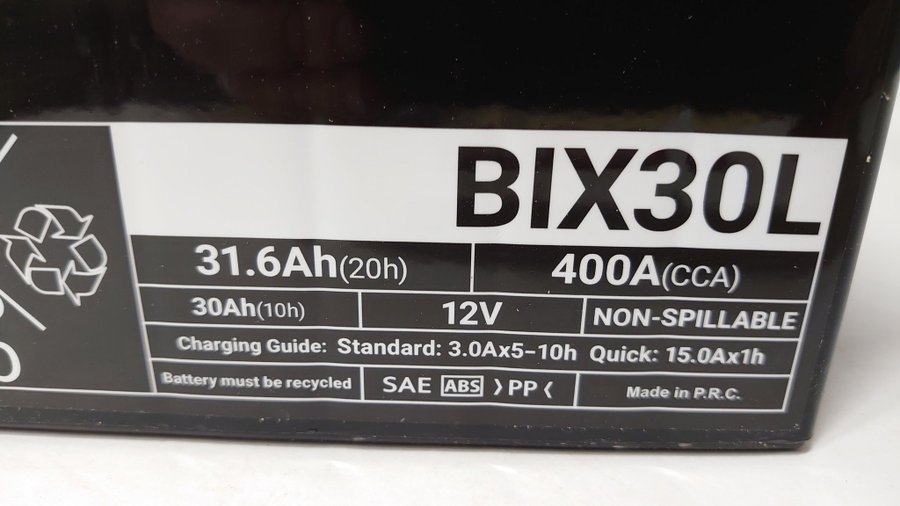 BIX30L
31.6Ah(20h) 400A(CCA)
30Ah(10h) 12V NON-SPILLABLE
Charging Guide: Standard: 3.0Ax5-10h Quick: 15.0Ax1h
Battery must be recycled SAE ABS 〉PP〈 Made in P.R.C.